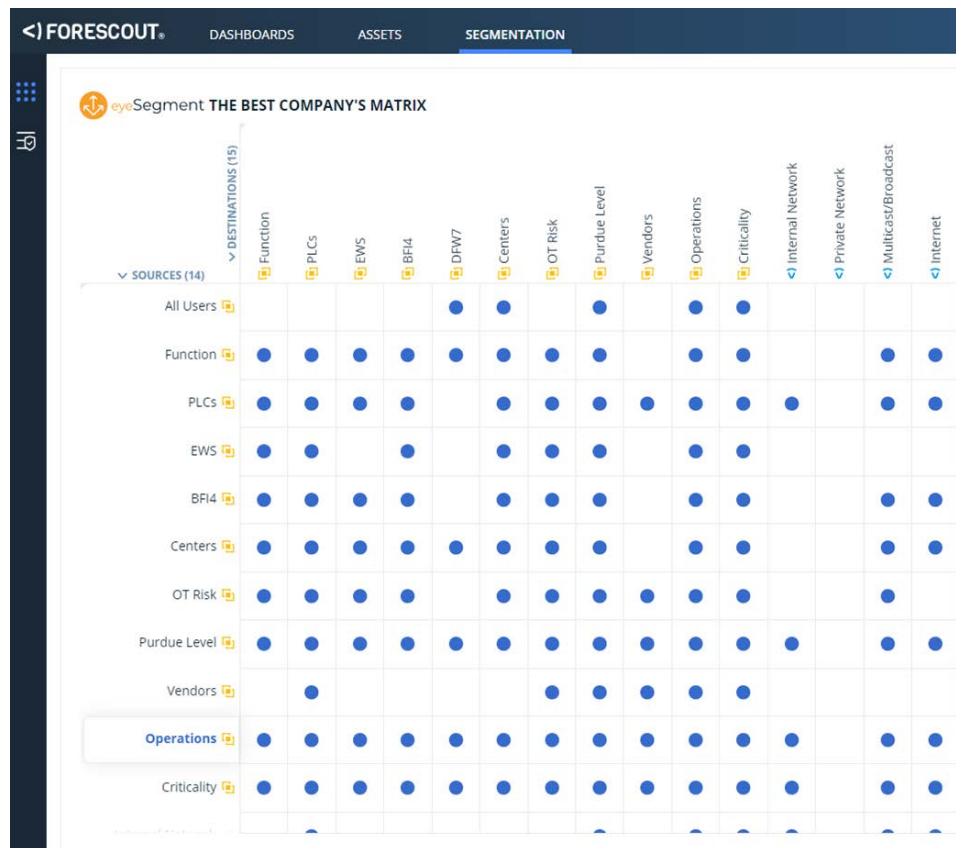 <) FORESCOUT®
DASHBOARDS
ASSETS
SEGMENTATION
eyeSegment THE BEST COMPANY'S MATRIX
DESTINATIONS (15)
SOURCES (14)
Function
PLCs
EWS
BFI4
DFW7
Centers
OT Risk
Purdue Level
Vendors
Operations
Criticality
Internal Network
Private Network
Multicast/Broadcast
Internet
All Users
Function
PLCs
EWS
BFI4
Centers
OT Risk
Purdue Level
Vendors
Operations
Criticality